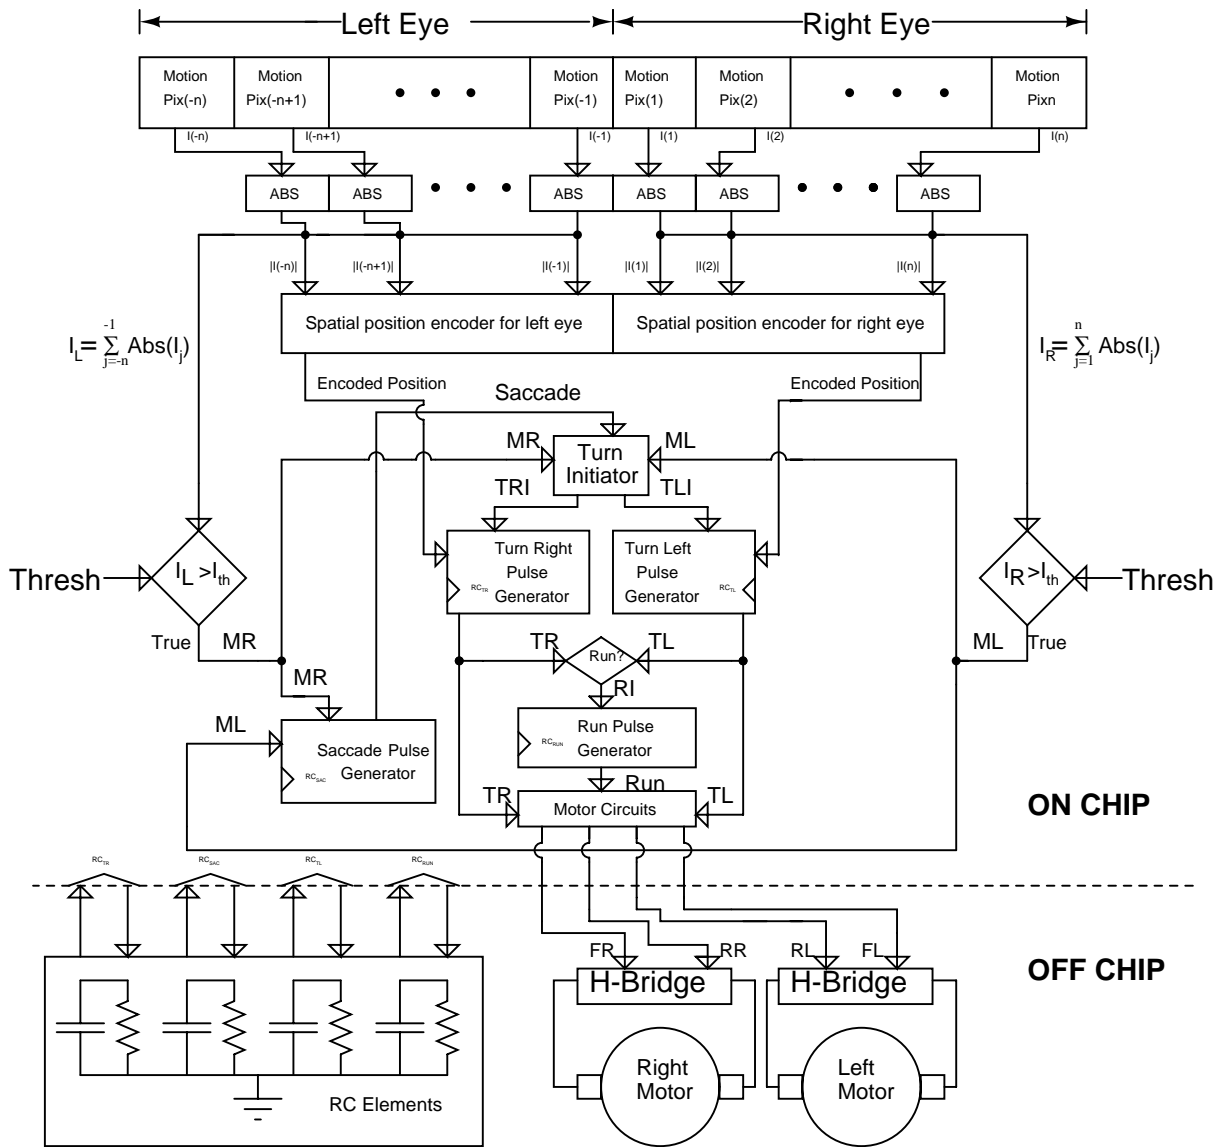 Left Eye
Right Eye
Motion
Pix(-n)
Motion
Pix(-n+1)
Motion
Pix(-1)
Motion
Pix(1)
Motion
Pix(2)
Motion
Pixn
I(-n)
I(-n+1)
I(-1)
I(1)
I(2)
I(n)
ABS
ABS
ABS
ABS
ABS
ABS
|I(-n)|
|I(-n+1)|
|I(-1)|
|I(1)|
|I(2)|
|I(n)|
Spatial position encoder for left eye
Spatial position encoder for right eye
I_L = Σ_{j=-n}^{-1} Abs(I_j)
I_R = Σ_{j=1}^{n} Abs(I_j)
Encoded Position
Encoded Position
Saccade
MR
Turn
Initiator
ML
TRI
TLI
Turn Right
Pulse
Generator
RC_TR
Turn Left
Pulse
Generator
RC_TL
Thresh
I_L >I_th
I_R >I_th
Thresh
True
MR
ML
True
TR
Run?
TL
MR
RI
ML
Saccade Pulse
Generator
RC_SAC
Run Pulse
Generator
RC_RUN
Run
TR
Motor Circuits
TL
ON CHIP
RC_TR
RC_SAC
RC_TL
RC_RUN
OFF CHIP
FR
RR
RL
FL
H-Bridge
H-Bridge
Right
Motor
Left
Motor
RC Elements